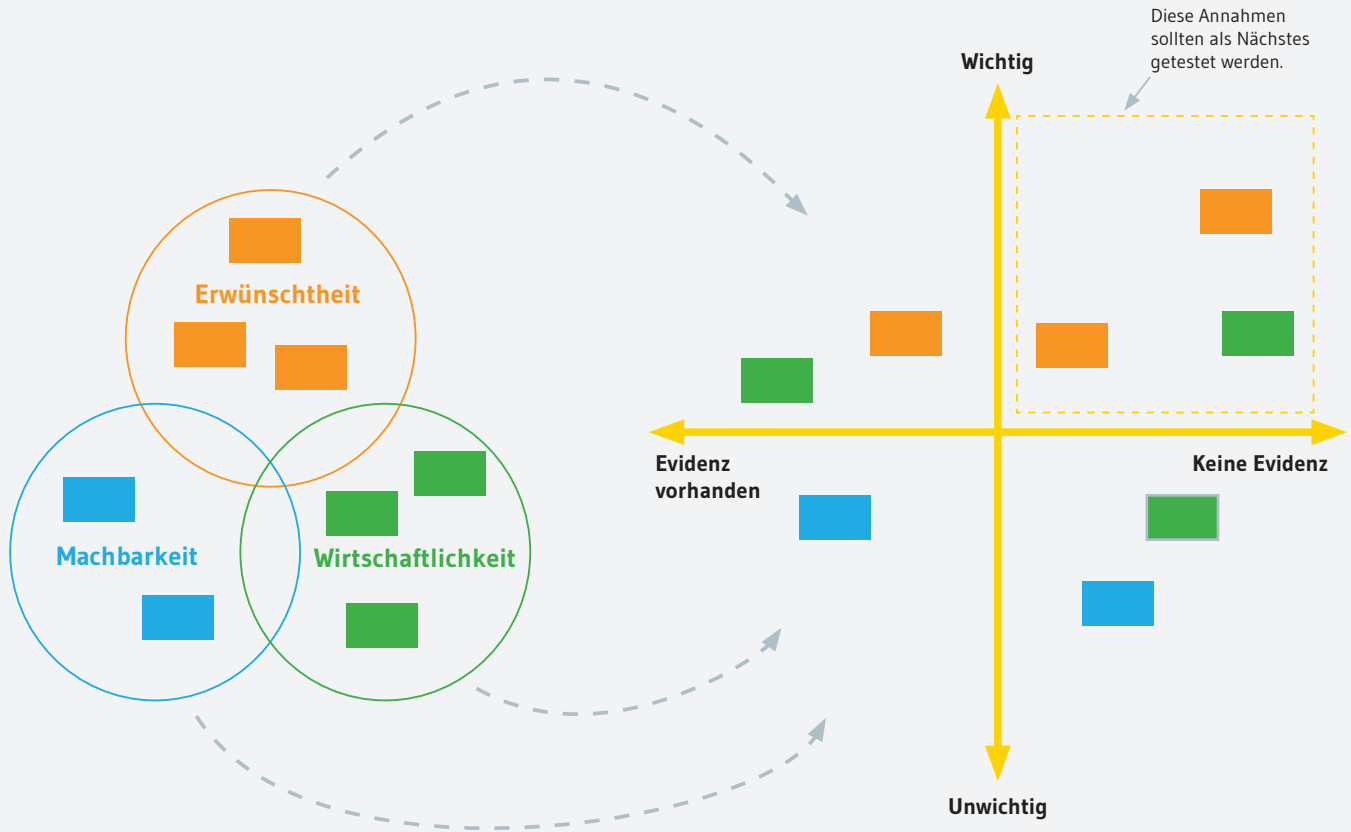 Diese Annahmen
sollten als Nächstes
getestet werden.
Wichtig
Erwünschtheit
Evidenz
vorhanden
Keine Evidenz
Machbarkeit
Wirtschaftlichkeit
Unwichtig